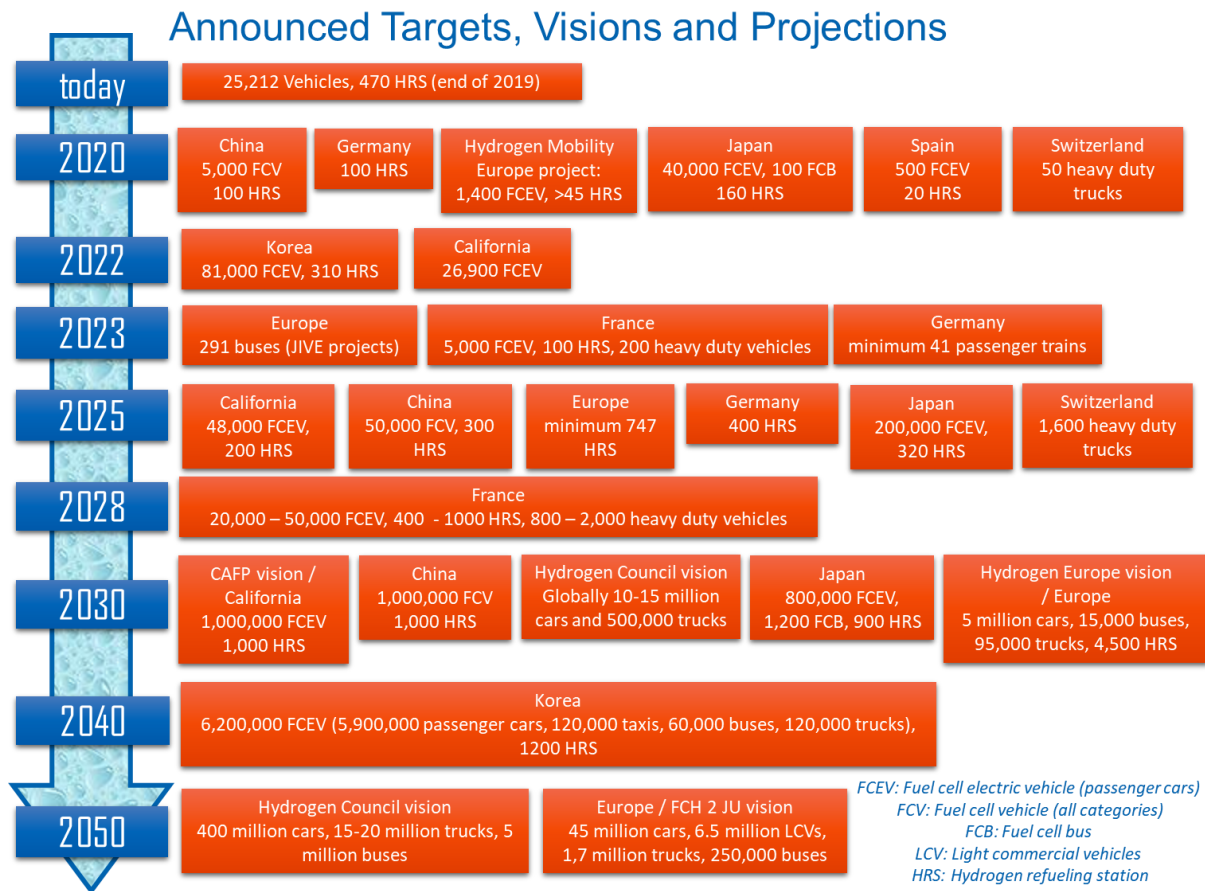 Announced Targets, Visions and Projections
today
25,212 Vehicles, 470 HRS (end of 2019)
2020
China
5,000 FCV
100 HRS
Germany
100 HRS
Hydrogen Mobility
Europe project:
1,400 FCEV, >45 HRS
Japan
40,000 FCEV, 100 FCB
160 HRS
Spain
500 FCEV
20 HRS
Switzerland
50 heavy duty
trucks
2022
Korea
81,000 FCEV, 310 HRS
California
26,900 FCEV
2023
Europe
291 buses (JIVE projects)
France
5,000 FCEV, 100 HRS, 200 heavy duty vehicles
Germany
minimum 41 passenger trains
2025
California
48,000 FCEV,
200 HRS
China
50,000 FCV, 300
HRS
Europe
minimum 747
HRS
Germany
400 HRS
Japan
200,000 FCEV,
320 HRS
Switzerland
1,600 heavy duty
trucks
2028
France
20,000 – 50,000 FCEV, 400 - 1000 HRS, 800 – 2,000 heavy duty vehicles
2030
CAFP vision /
California
1,000,000 FCEV
1,000 HRS
China
1,000,000 FCV
1,000 HRS
Hydrogen Council vision
Globally 10-15 million
cars and 500,000 trucks
Japan
800,000 FCEV,
1,200 FCB, 900 HRS
Hydrogen Europe vision
/ Europe
5 million cars, 15,000 buses,
95,000 trucks, 4,500 HRS
2040
Korea
6,200,000 FCEV (5,900,000 passenger cars, 120,000 taxis, 60,000 buses, 120,000 trucks),
1200 HRS
2050
Hydrogen Council vision
400 million cars, 15-20 million trucks, 5
million buses
Europe / FCH 2 JU vision
45 million cars, 6.5 million LCVs,
1,7 million trucks, 250,000 buses
FCEV: Fuel cell electric vehicle (passenger cars)
FCV: Fuel cell vehicle (all categories)
FCB: Fuel cell bus
LCV: Light commercial vehicles
HRS: Hydrogen refueling station